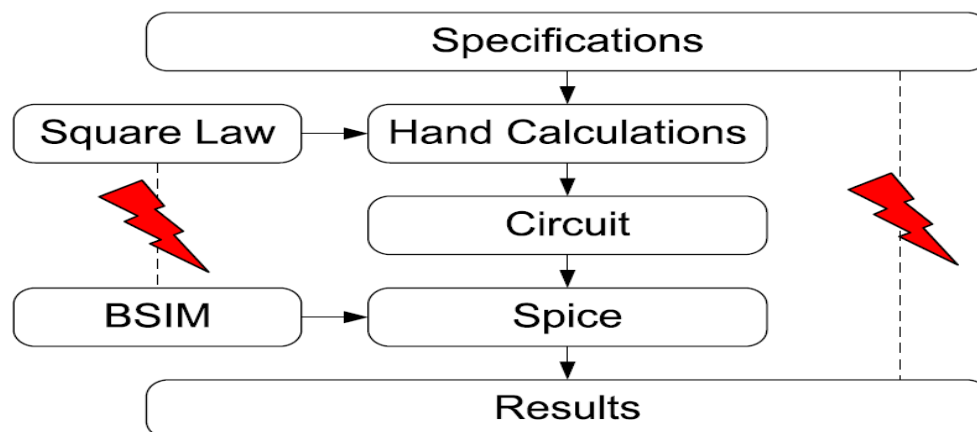 Specifications
Square Law
Hand Calculations
Circuit
BSIM
Spice
Results